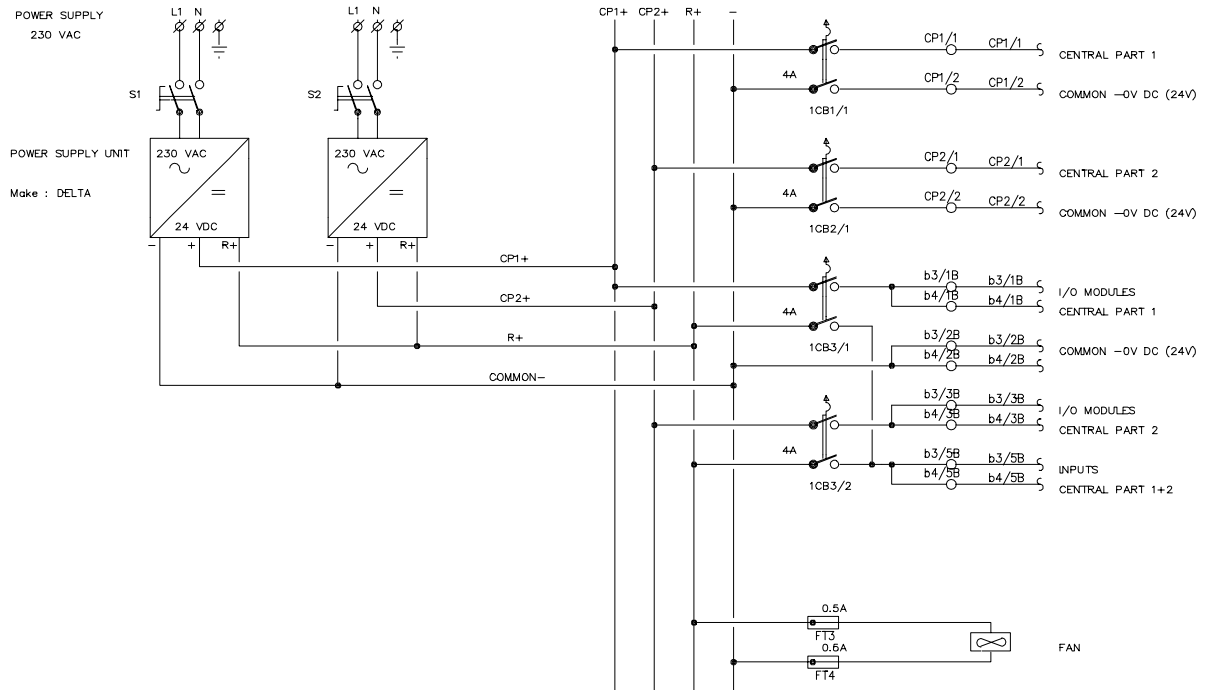 POWER SUPPLY
230 VAC
L1 N
L1 N
CP1+ CP2+ R+ −
S1
S2
POWER SUPPLY UNIT
Make : DELTA
230 VAC
24 VDC
230 VAC
24 VDC
− + R+
− + R+
CP1+
CP2+
R+
COMMON−
4A
1CB1/1
CP1/1 CP1/1 CENTRAL PART 1
CP1/2 CP1/2 COMMON −0V DC (24V)
4A
1CB2/1
CP2/1 CP2/1 CENTRAL PART 2
CP2/2 CP2/2 COMMON −0V DC (24V)
4A
1CB3/1
b3/1B b3/1B I/O MODULES
b4/1B b4/1B CENTRAL PART 1
b3/2B b3/2B COMMON −0V DC (24V)
b4/2B b4/2B
4A
1CB3/2
b3/3B b3/3B I/O MODULES
b4/3B b4/3B CENTRAL PART 2
b3/5B b3/5B INPUTS
b4/5B b4/5B CENTRAL PART 1+2
0.5A
FT3
0.5A
FT4
FAN